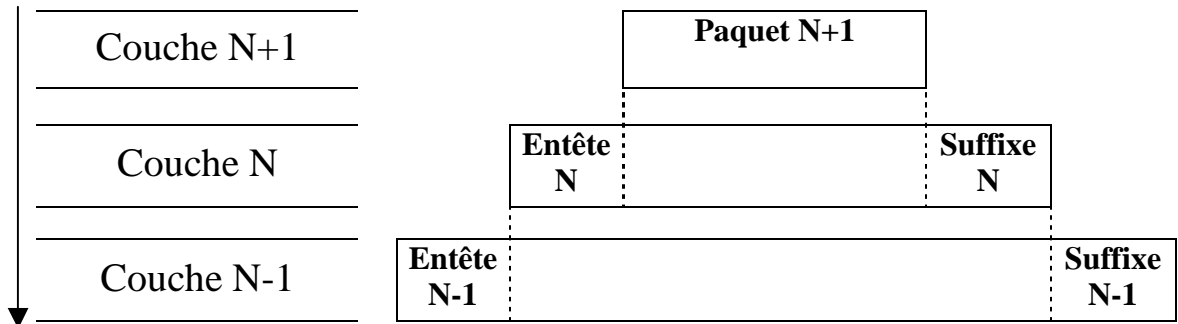 Couche N+1
Paquet N+1
Couche N
Entête
N
Suffixe
N
Couche N-1
Entête
N-1
Suffixe
N-1